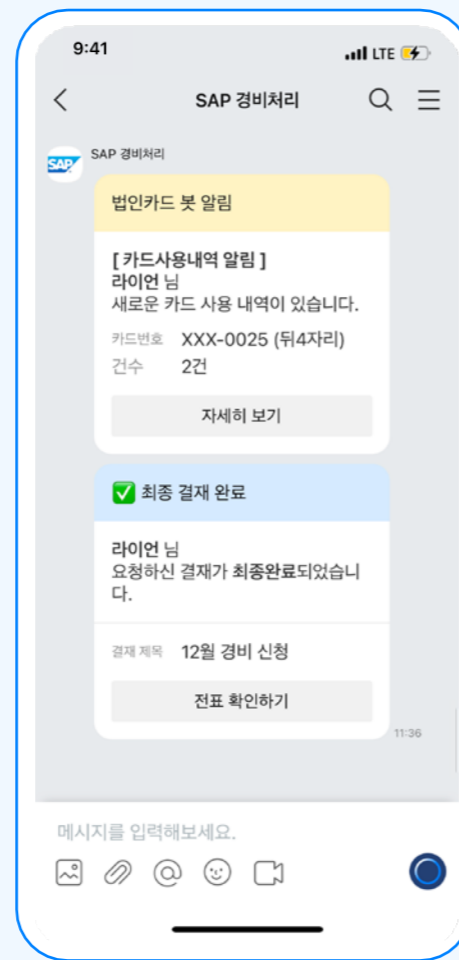 9:41
LTE
SAP 경비처리
SAP
SAP 경비처리
법인카드 봇 알림
[ 카드사용내역 알림 ]
라이언 님
새로운 카드 사용 내역이 있습니다.
카드번호 XXX-0025 (뒤4자리)
건수 2건
자세히 보기
✅ 최종 결재 완료
라이언 님
요청하신 결재가 최종완료되었습니
다.
결재 제목 12월 경비 신청
전표 확인하기
11:36
메시지를 입력해보세요.